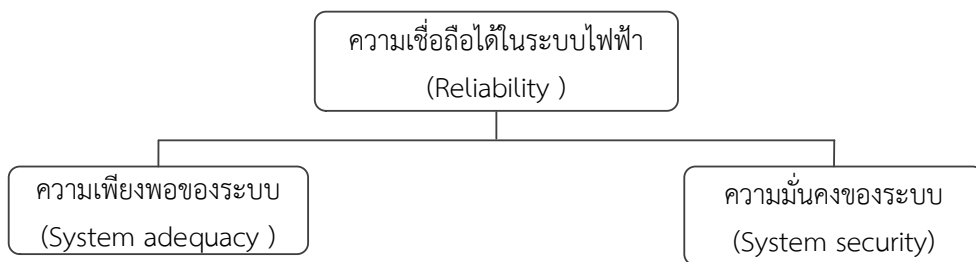 ความเชื่อถือได้ในระบบไฟฟ้า
(Reliability )
ความเพียงพอของระบบ
(System adequacy )
ความมั่นคงของระบบ
(System security)